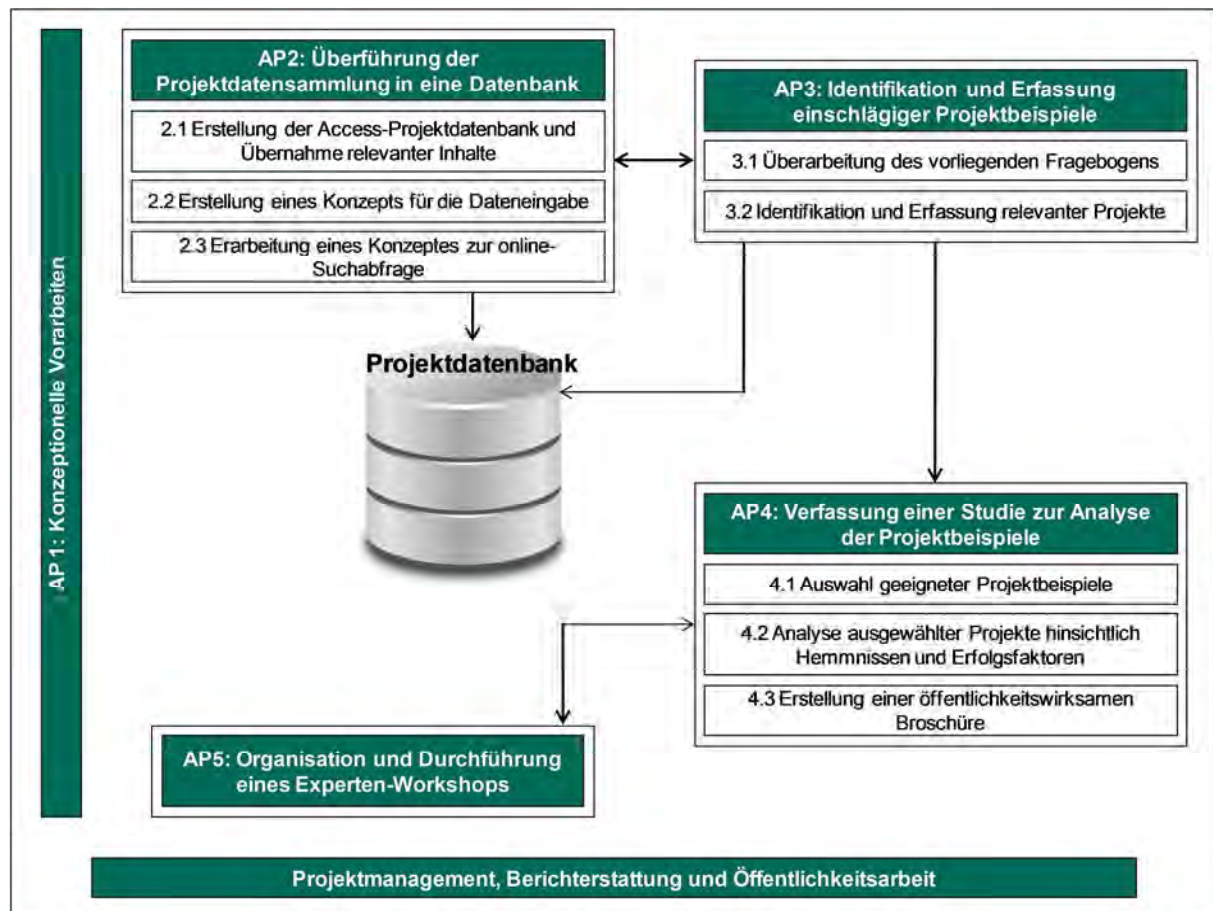 AP 1: Konzeptionelle Vorarbeiten
AP2: Überführung der
Projektdatensammlung in eine Datenbank
2.1 Erstellung der Access-Projektdatenbank und
Übernahme relevanter Inhalte
2.2 Erstellung eines Konzepts für die Dateneingabe
2.3 Erarbeitung eines Konzeptes zur online-
Suchabfrage
AP3: Identifikation und Erfassung
einschlägiger Projektbeispiele
3.1 Überarbeitung des vorliegenden Fragebogens
3.2 Identifikation und Erfassung relevanter Projekte
Projektdatenbank
AP4: Verfassung einer Studie zur Analyse
der Projektbeispiele
4.1 Auswahl geeigneter Projektbeispiele
4.2 Analyse ausgewählter Projekte hinsichtlich
Hemmnissen und Erfolgsfaktoren
4.3 Erstellung einer öffentlichkeitswirksamen
Broschüre
AP5: Organisation und Durchführung
eines Experten-Workshops
Projektmanagement, Berichterstattung und Öffentlichkeitsarbeit